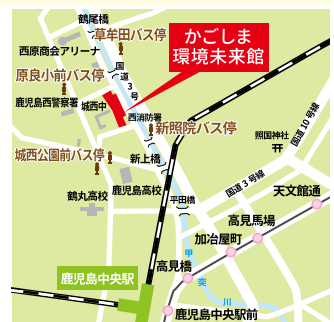 鶴尾橋
草牟田バス停
かごしま
環境未来館
西原商会アリーナ
国道3号
原良小前バス停
鹿児島西警察署
城西中
西消防署
新照院バス停
国道10号線
照国神社
城西公園前バス停
新上橋
鶴丸高校
鹿児島高校
平田橋
国道3号線
天文館通
高見馬場
加治屋町
甲突川
高見橋
鹿児島中央駅
鹿児島中央駅前